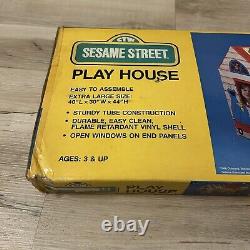 SESAME STREET
PLAY HOUSE
EASY TO ASSEMBLE
EXTRA LARGE SIZE:
40"L × 30"W × 44"H
• STURDY TUBE CONSTRUCTION
• DURABLE, EASY CLEAN,
FLAME RETARDANT VINYL SHELL
• OPEN WINDOWS ON END PANELS
AGES: 3 & UP
PLAY